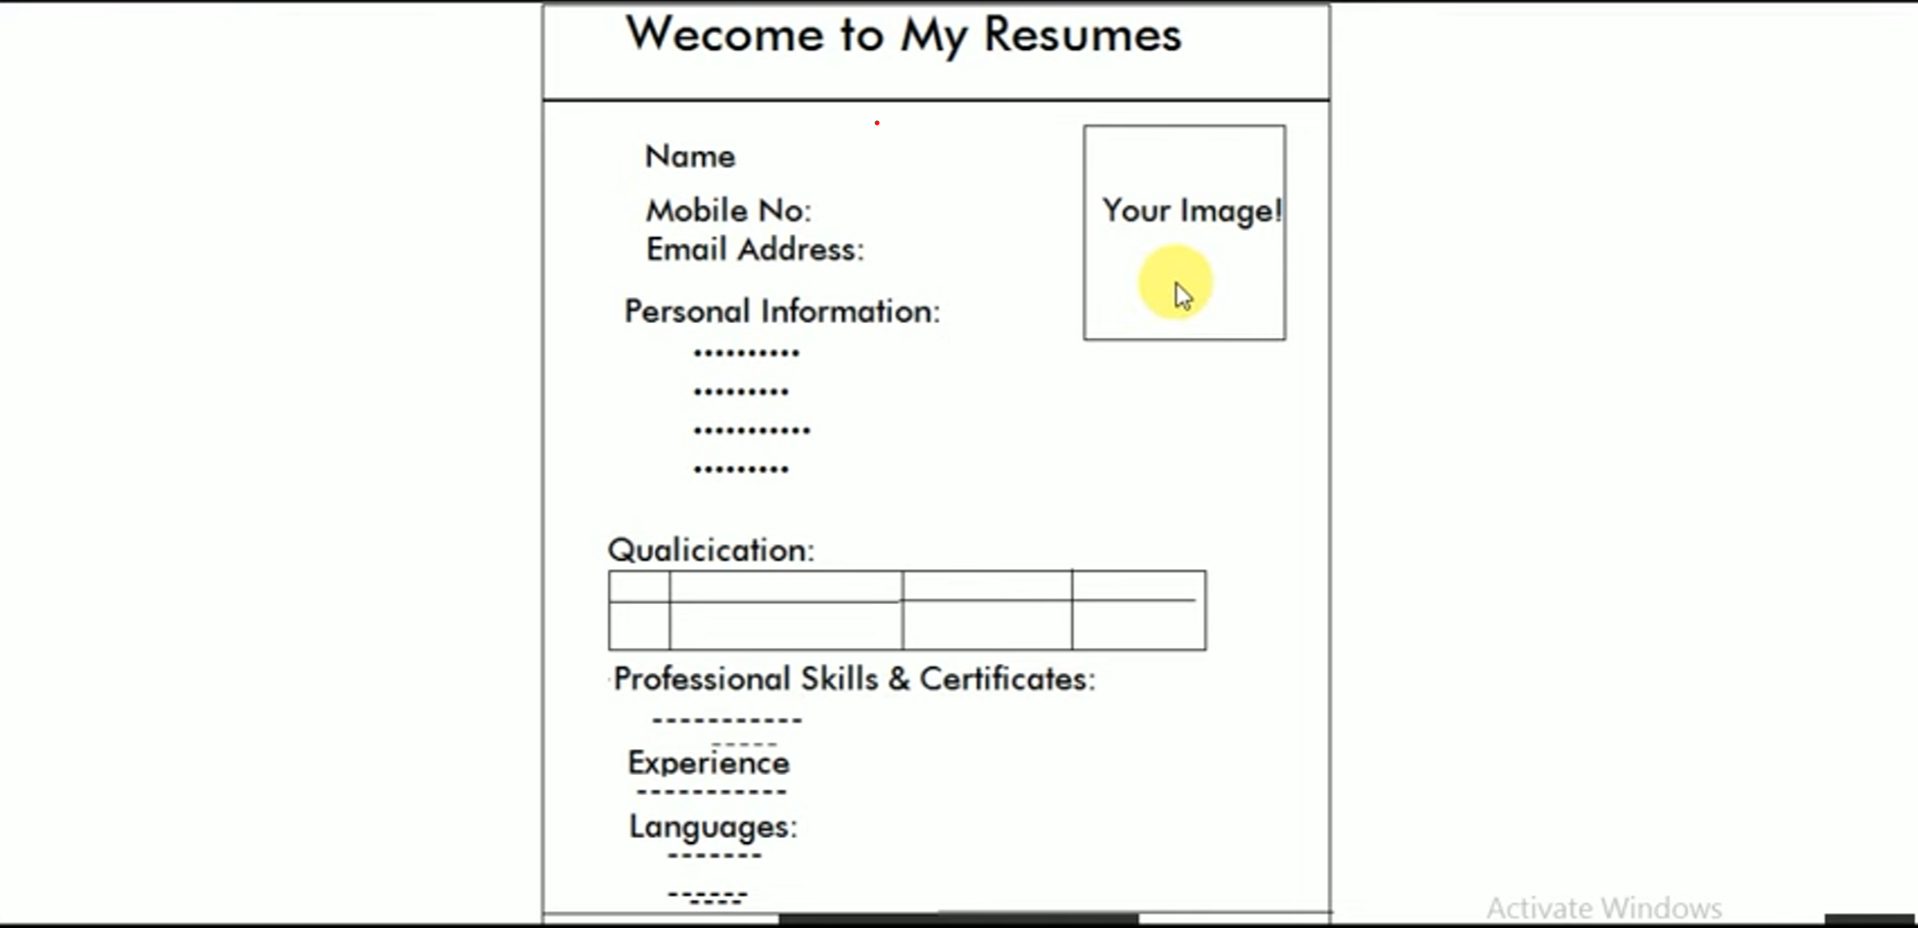 Wecome to My Resumes
Name
Your Image!
Mobile No:
Email Address:
Personal Information:
..........
.........
...........
.........
Qualicication:
Professional Skills & Certificates:
-----------
-----
Experience
-----------
Languages:
-------
------
----
Activate Windows